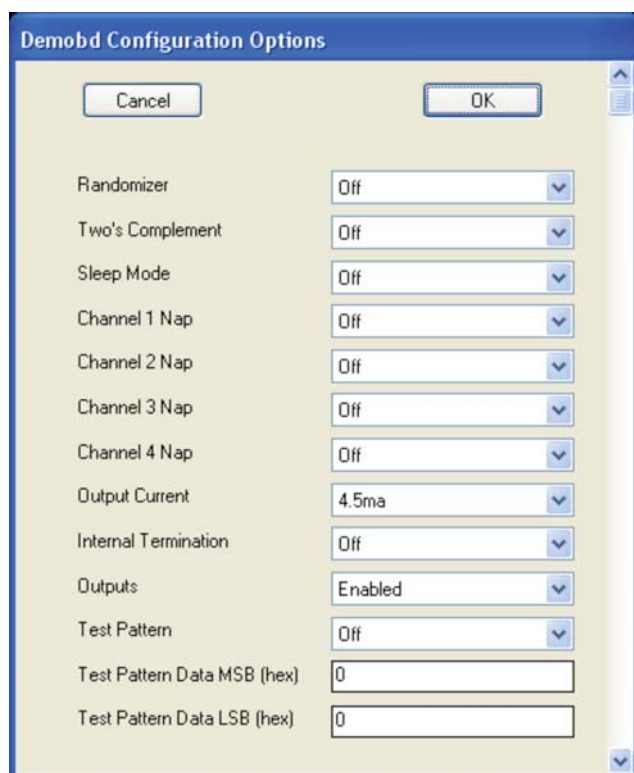 Demobd Configuration Options
Cancel OK
Randomizer Off
Two's Complement Off
Sleep Mode Off
Channel 1 Nap Off
Channel 2 Nap Off
Channel 3 Nap Off
Channel 4 Nap Off
Output Current 4.5ma
Internal Termination Off
Outputs Enabled
Test Pattern Off
Test Pattern Data MSB (hex) 0
Test Pattern Data LSB (hex) 0